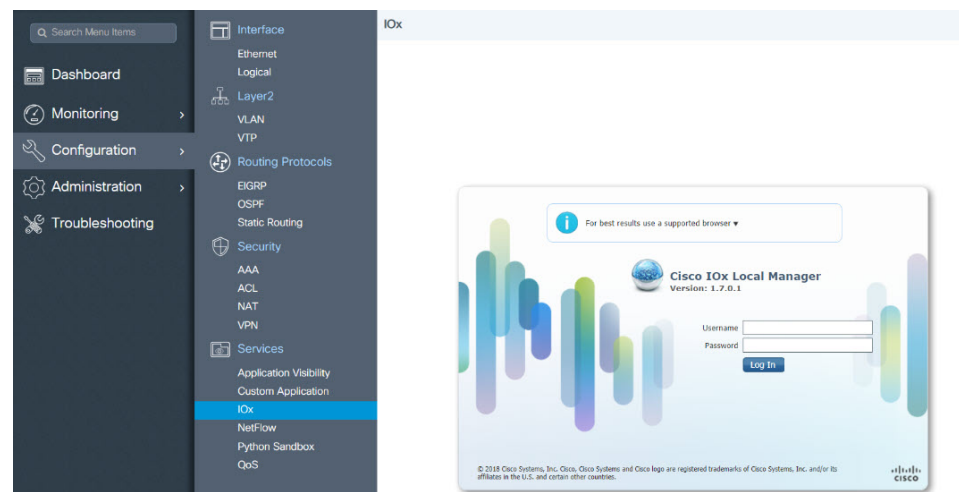 Search Menu Items
Dashboard
Monitoring
Configuration
Administration
Troubleshooting
Interface
Ethernet
Logical
Layer2
VLAN
VTP
Routing Protocols
EIGRP
OSPF
Static Routing
Security
AAA
ACL
NAT
VPN
Services
Application Visibility
Custom Application
IOx
NetFlow
Python Sandbox
QoS
IOx
For best results use a supported browser ▾
Cisco IOx Local Manager
Version: 1.7.0.1
Username
Password
Log In
© 2018 Cisco Systems, Inc. Cisco, Cisco Systems and Cisco logo are registered trademarks of Cisco Systems, Inc. and/or its
affiliates in the U.S. and certain other countries.
CISCO